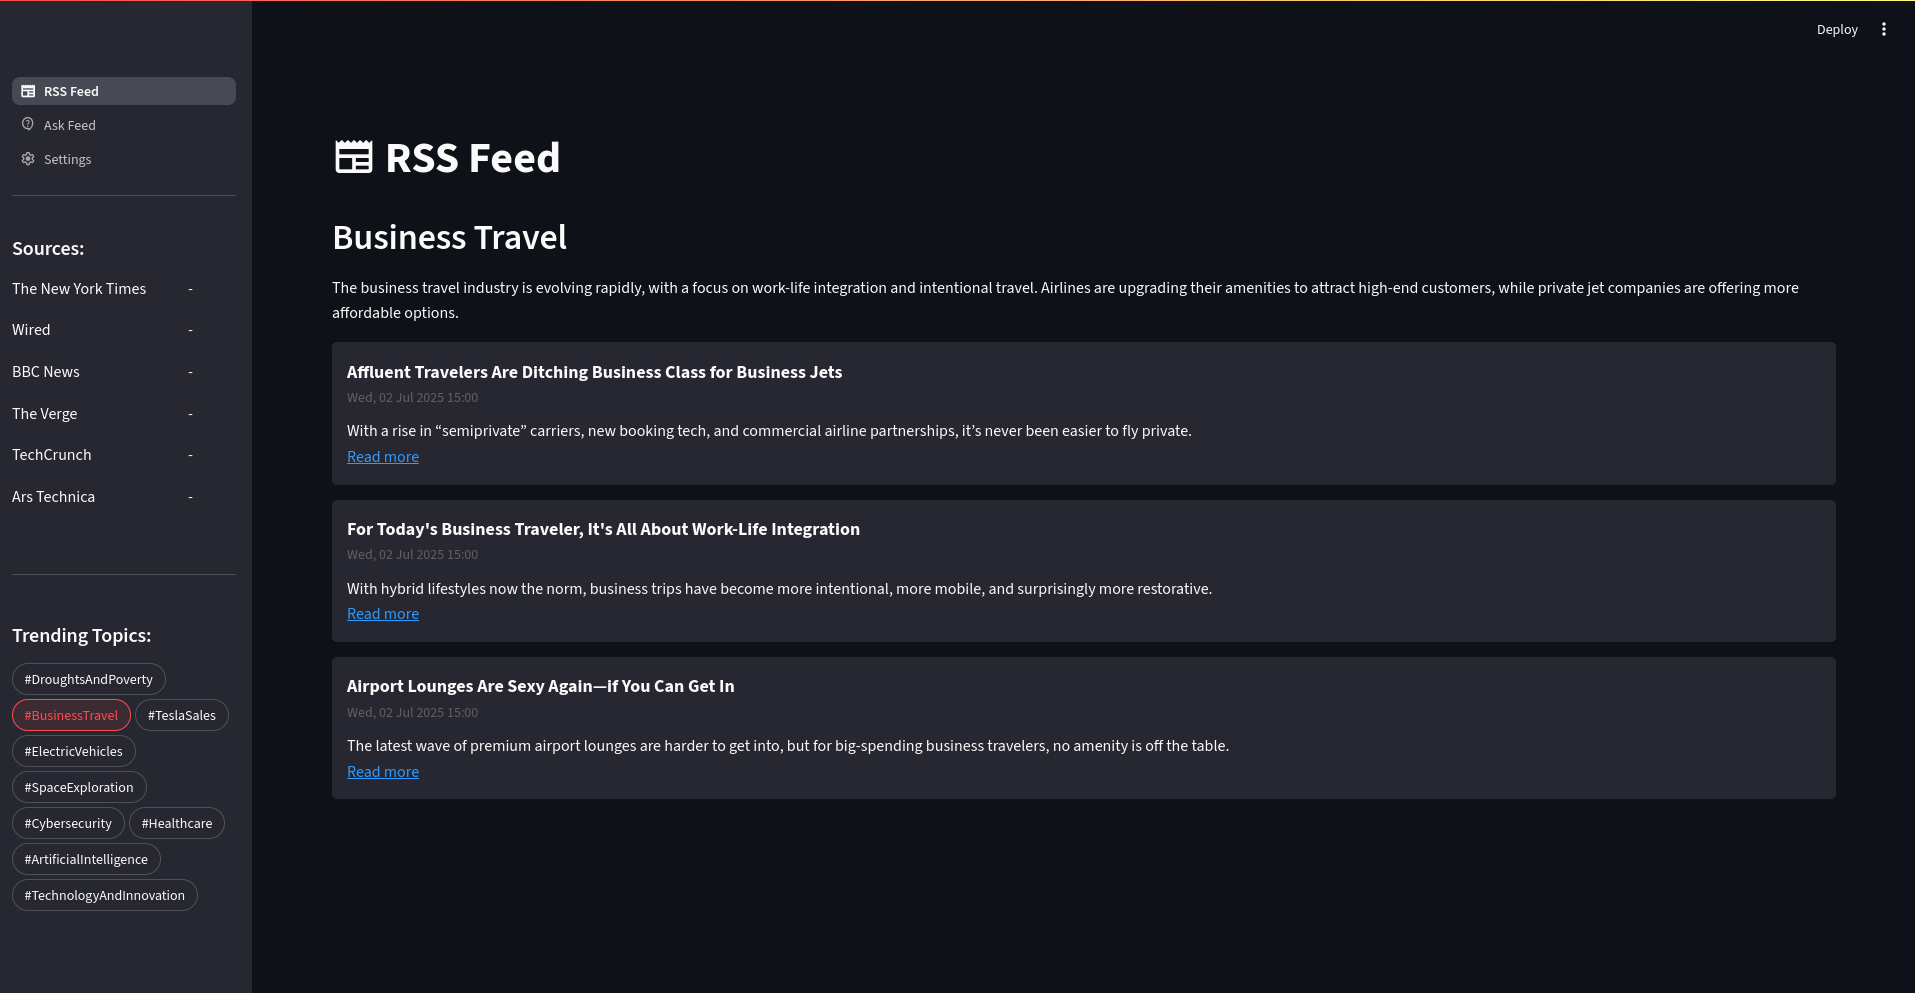 Deploy
RSS Feed
Ask Feed
Settings
Sources:
The New York Times -
Wired -
BBC News -
The Verge -
TechCrunch -
Ars Technica -
Trending Topics:
#DroughtsAndPoverty
#BusinessTravel #TeslaSales
#ElectricVehicles
#SpaceExploration
#Cybersecurity #Healthcare
#ArtificialIntelligence
#TechnologyAndInnovation
RSS Feed
Business Travel
The business travel industry is evolving rapidly, with a focus on work-life integration and intentional travel. Airlines are upgrading their amenities to attract high-end customers, while private jet companies are offering more
affordable options.
Affluent Travelers Are Ditching Business Class for Business Jets
Wed, 02 Jul 2025 15:00
With a rise in “semiprivate” carriers, new booking tech, and commercial airline partnerships, it’s never been easier to fly private.
Read more
For Today's Business Traveler, It's All About Work-Life Integration
Wed, 02 Jul 2025 15:00
With hybrid lifestyles now the norm, business trips have become more intentional, more mobile, and surprisingly more restorative.
Read more
Airport Lounges Are Sexy Again—if You Can Get In
Wed, 02 Jul 2025 15:00
The latest wave of premium airport lounges are harder to get into, but for big-spending business travelers, no amenity is off the table.
Read more